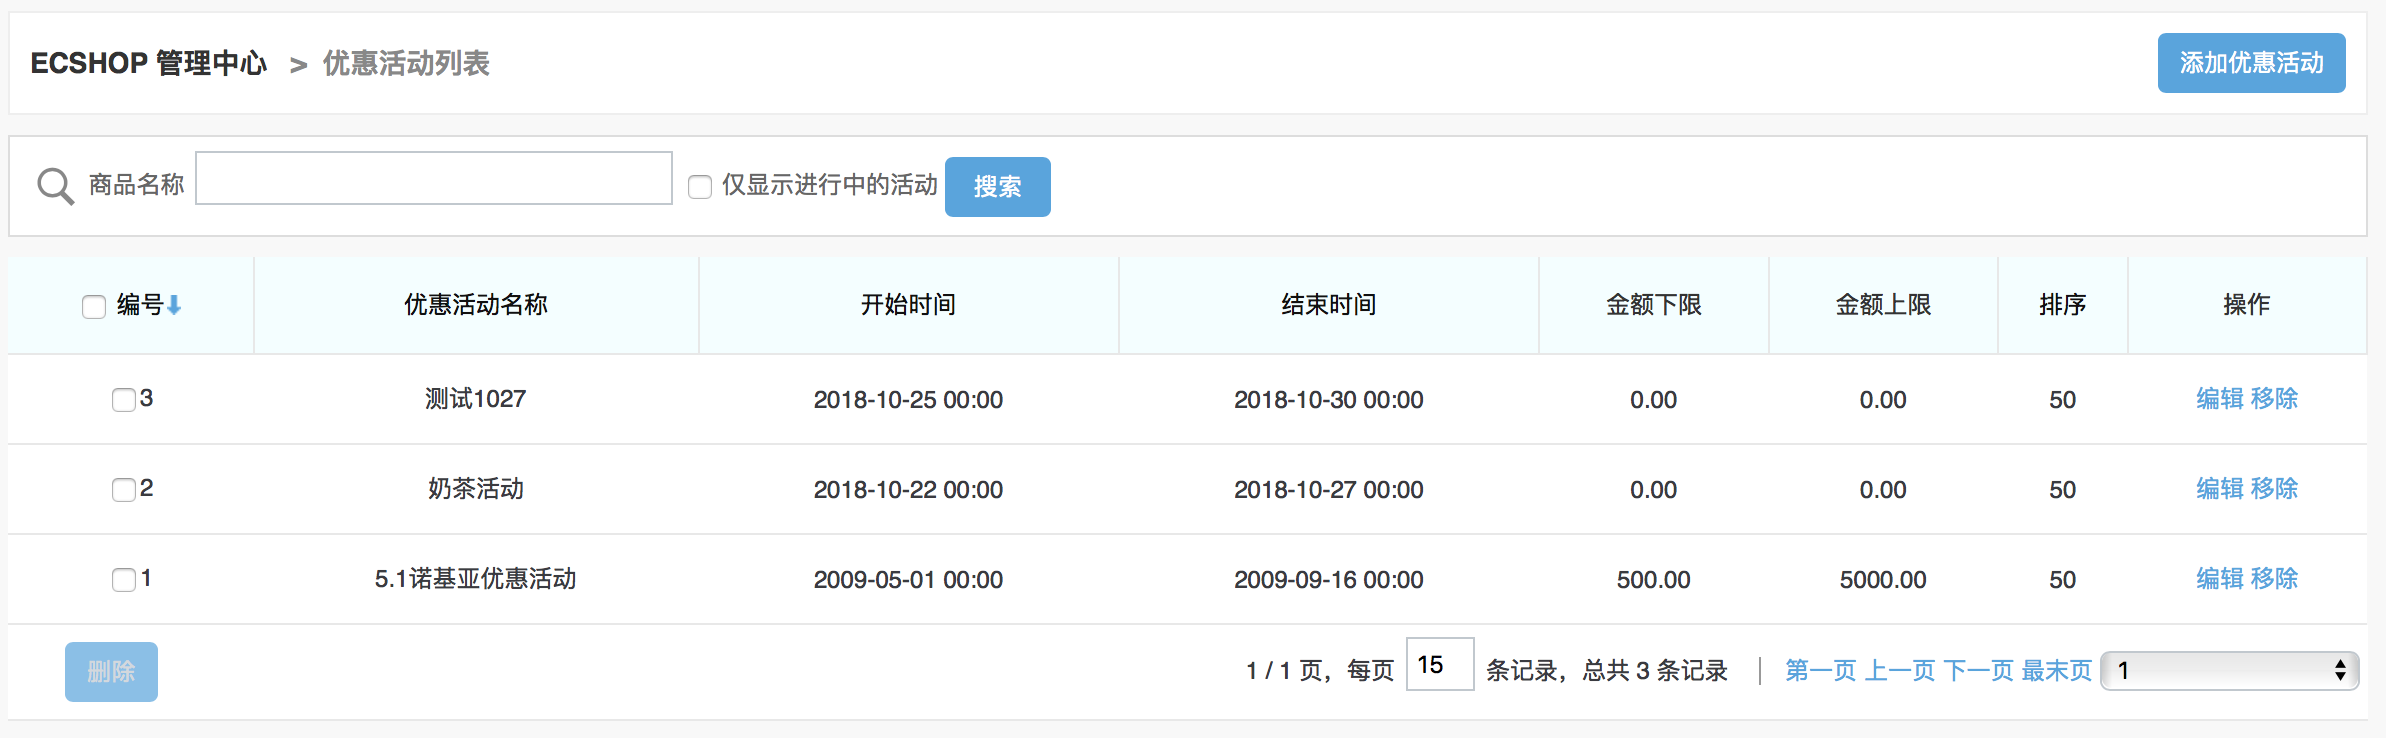 ECSHOP 管理中心 > 优惠活动列表 添加优惠活动
商品名称 仅显示进行中的活动 搜索
编号 优惠活动名称 开始时间 结束时间 金额下限 金额上限 排序 操作
3 测试1027 2018-10-25 00:00 2018-10-30 00:00 0.00 0.00 50 编辑 移除
2 奶茶活动 2018-10-22 00:00 2018-10-27 00:00 0.00 0.00 50 编辑 移除
1 5.1诺基亚优惠活动 2009-05-01 00:00 2009-09-16 00:00 500.00 5000.00 50 编辑 移除
删除 1 / 1 页，每页 15 条记录，总共 3 条记录 | 第一页 上一页 下一页 最末页 1